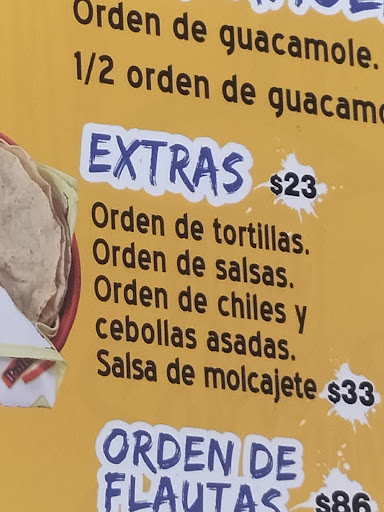 Orden de guacamole.
1/2 orden de
EXTRAS $23
Orden de tortillas.
Orden de salsas.
Orden de chiles y
cebollas asadas.
Salsa de molcajete $33
ORDEN DE
FLAUTAS $86